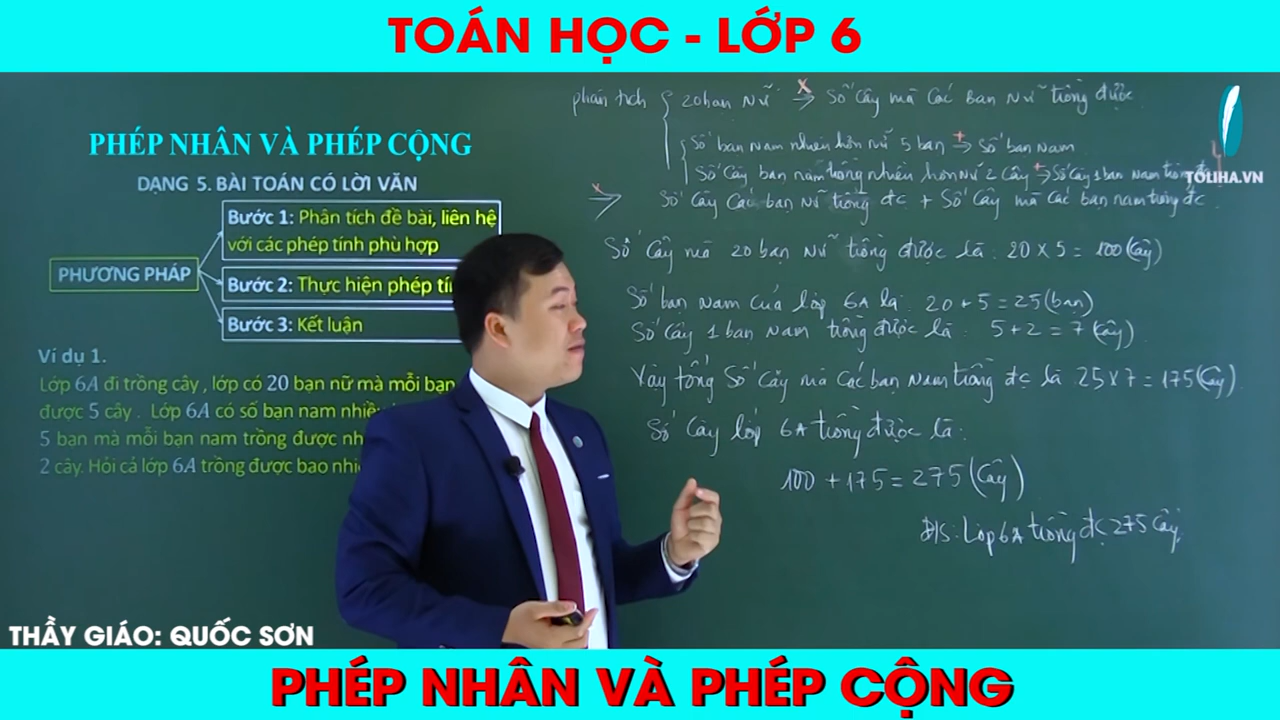 TOÁN HỌC - LỚP 6
PHÉP NHÂN VÀ PHÉP CỘNG
DẠNG 5. BÀI TOÁN CÓ LỜI VĂN
PHƯƠNG PHÁP
Bước 1: Phân tích đề bài, liên hệ
với các phép tính phù hợp
Bước 2: Thực hiện phép
Bước 3: Kết luận
Ví dụ 1.
Lớp 6A đi trồng cây , lớp có 20 bạn nữ mà mỗi bạn
được 5 cây . Lớp 6A có số bạn nam
5 bạn mà mỗi bạn nam trồng được
2 cây. Hỏi cả lớp 6A trồng được bao
phân tích { 20 bạn Nữ →x Số cây mà các bạn Nữ trồng được
{ Số bạn nam nhiều hơn nữ 5 bạn →+ Số bạn nam
Số cây bạn nam trồng nhiều hơn nữ 2 cây →+ Số cây 1 bạn nam trồng
TOLIHA.VN
Số cây các bạn nữ trồng đc + Số cây mà các bạn nam trồng đc
Số cây mà 20 bạn nữ trồng được là: 20 x 5 = 100 (cây)
Số bạn nam của lớp 6A là: 20 + 5 = 25 (bạn)
Số cây 1 bạn nam trồng được là: 5 + 2 = 7 (cây)
Vậy tổng số cây mà các bạn nam trồng đc là 25 x 7 = 175 (cây).
Số cây lớp 6A trồng được là:
100 + 175 = 275 (cây)
Đ/S: Lớp 6A trồng đc 275 cây.
THẦY GIÁO: QUỐC SƠN
PHÉP NHÂN VÀ PHÉP CỘNG